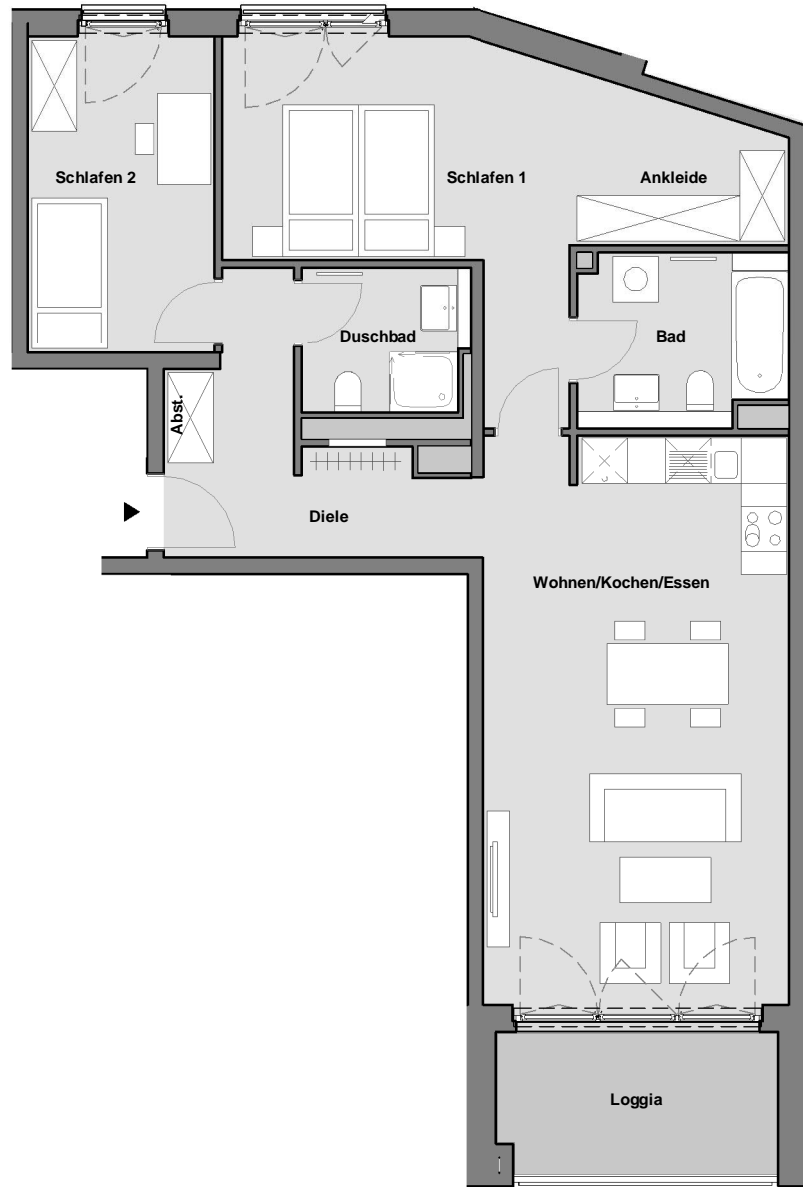 Schlafen 2
Schlafen 1
Ankleide
Duschbad
Bad
Abst.
Diele
Wohnen/Kochen/Essen
Loggia